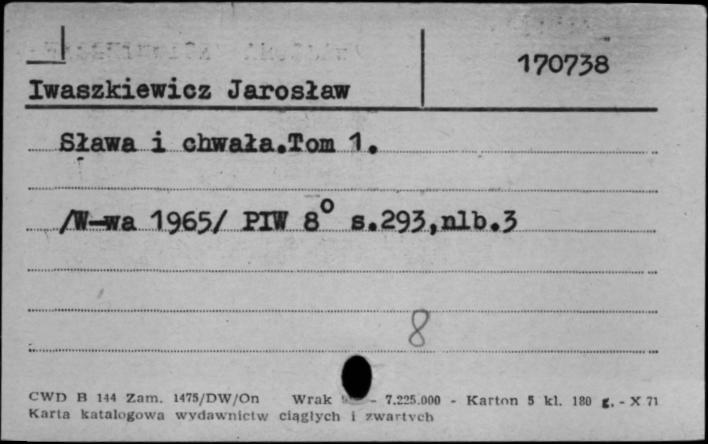 170738
Iwaszkiewicz Jarosław
Sława i chwała.Tom 1.
/W-wa 1965/ PIW 8° s.293,nlb.3
8
CWD B 144 Zam. 1475/DW/On Wrak - 7.225.000 - Karton 5 kl. 180 g. - X 71
Karta katalogowa wydawnictw ciągłych i zwartych